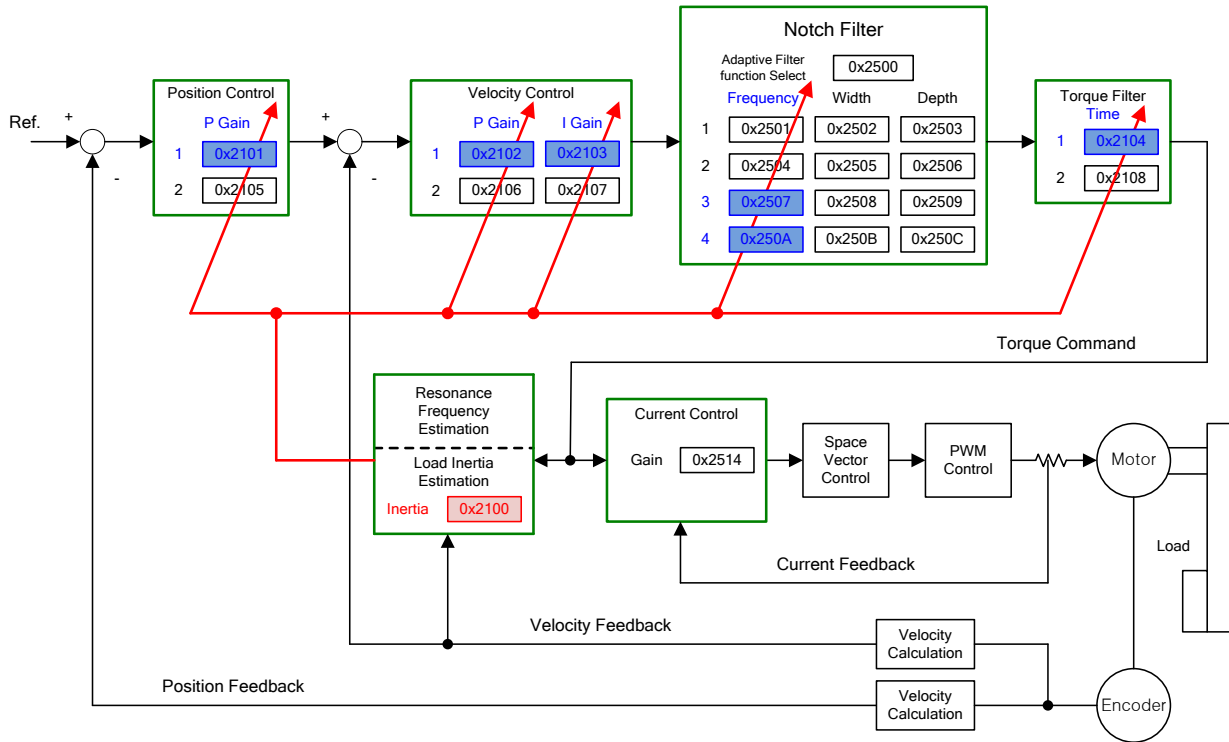 Notch Filter
Adaptive Filter
function Select
0x2500
Frequency
Width
Depth
1
0x2501
0x2502
0x2503
2
0x2504
0x2505
0x2506
3
0x2507
0x2508
0x2509
4
0x250A
0x250B
0x250C
Ref.
+
-
Position Control
P Gain
1
0x2101
2
0x2105
+
-
Velocity Control
P Gain
I Gain
1
0x2102
0x2103
2
0x2106
0x2107
Torque Filter
Time
1
0x2104
2
0x2108
Torque Command
Resonance
Frequency
Estimation
Load Inertia
Estimation
Inertia
0x2100
Current Control
Gain
0x2514
Space
Vector
Control
PWM
Control
Motor
Load
Current Feedback
Velocity Feedback
Velocity
Calculation
Position Feedback
Velocity
Calculation
Encoder